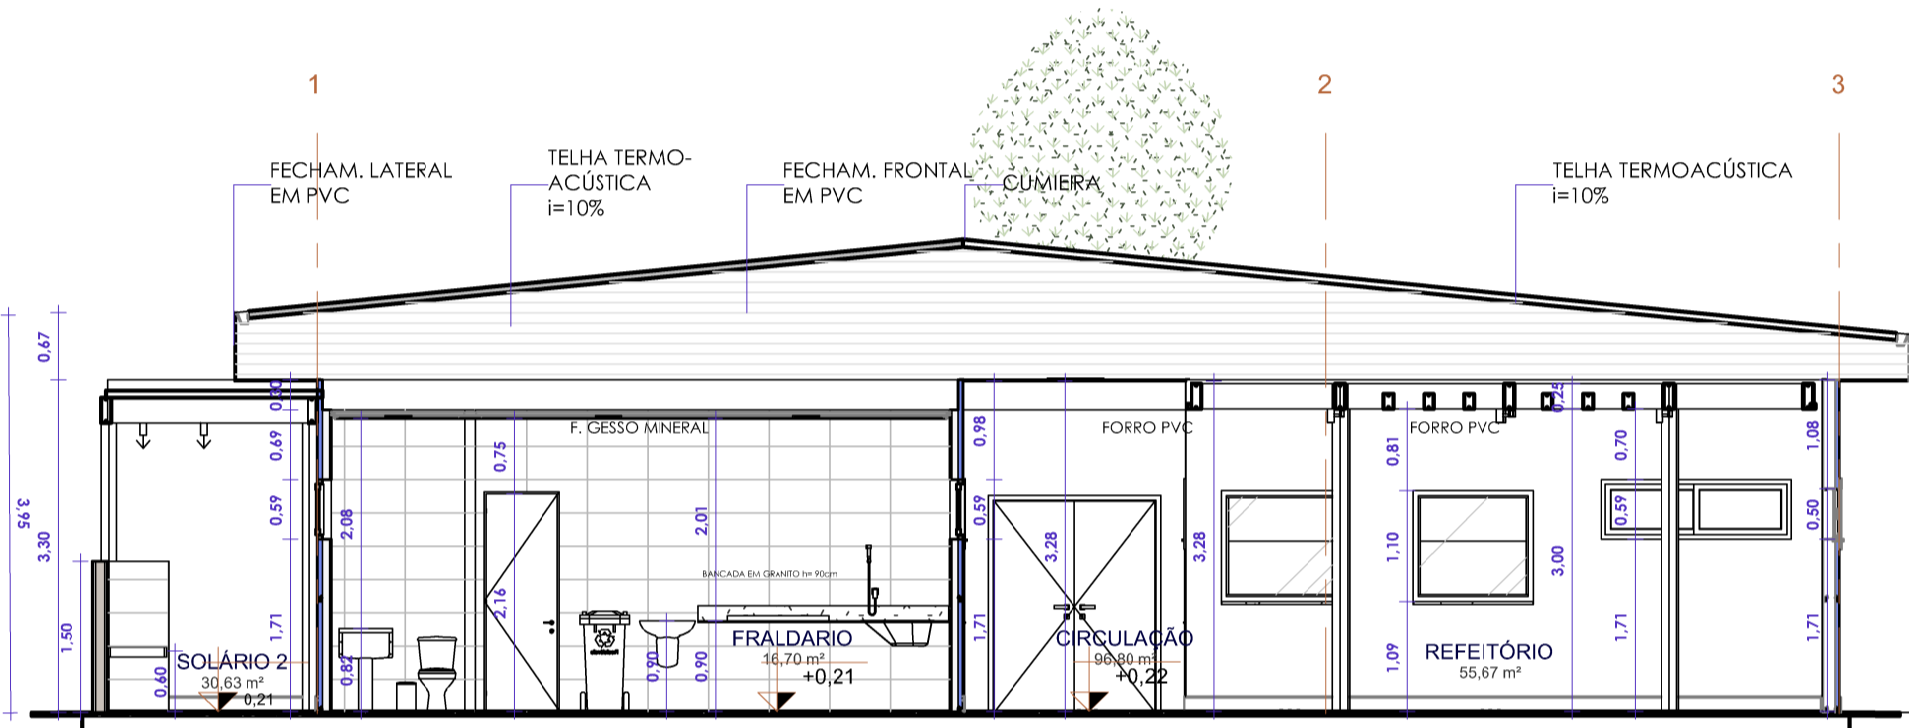 1
2
3
FECHAM. LATERAL
EM PVC
TELHA TERMO-
ACÚSTICA
i=10%
FECHAM. FRONTAL
EM PVC
CUMIEIRA
TELHA TERMOACÚSTICA
i=10%
0,67
3,95
3,30
1,50
0,60
0,30
0,69
0,59
1,71
2,08
0,82
0,75
2,16
2,01
0,90
0,90
0,98
0,59
1,71
3,28
3,28
0,81
1,10
1,09
0,25
3,00
0,70
0,59
1,71
1,08
0,50
1,71
F. GESSO MINERAL
FORRO PVC
FORRO PVC
BANCADA EM GRANITO h= 90cm
SOLÁRIO 2
30,63 m²
0,21
FRALDARIO
16,70 m²
+0,21
CIRCULAÇÃO
96,80 m²
+0,22
REFEITÓRIO
55,67 m²